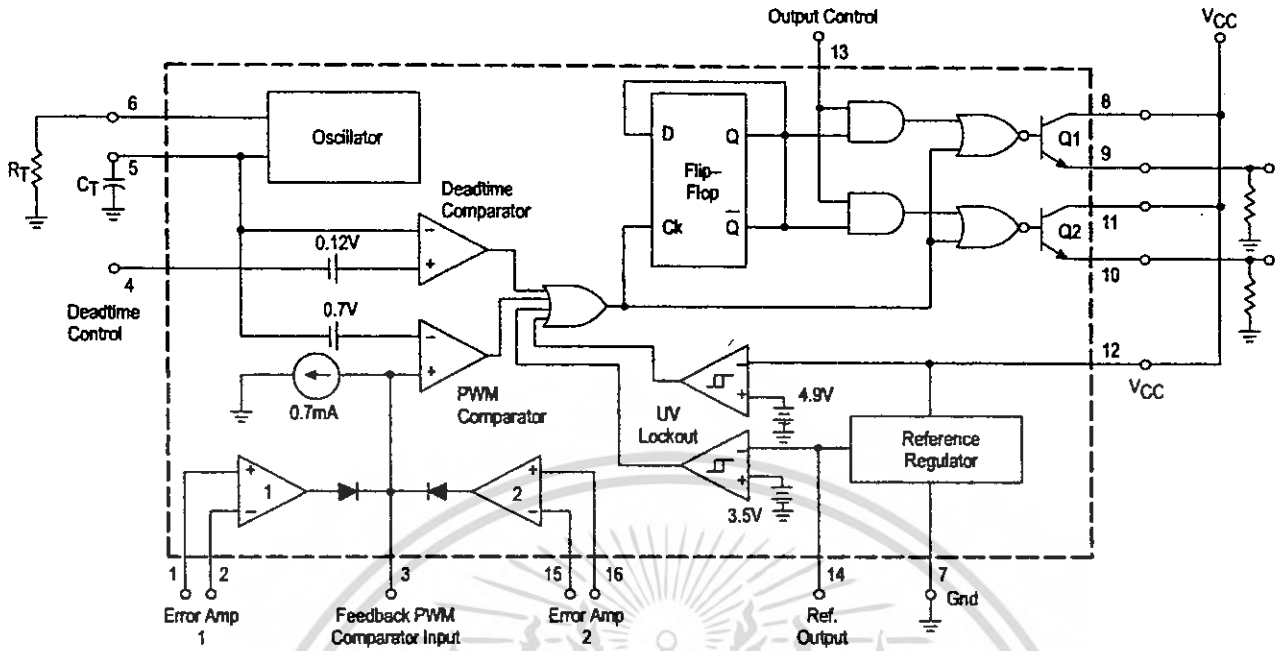 Output Control
VCC
13
6
Oscillator
8
D
Q
Q1
RT
5
9
CT
Flip-
Flop
Deadtime
Comparator
11
0.12V
−
Ck
Q
Q2
+
4
10
Deadtime
Control
0.7V
−
12
+
−
PWM
Comparator
+
4.9V
VCC
0.7mA
UV
Lockout
Reference
Regulator
−
+
1
−
+
2
−
+
3.5V
1
2
3
15
16
14
7
Error Amp
1
Feedback PWM
Comparator Input
Error Amp
2
Ref.
Output
Gnd